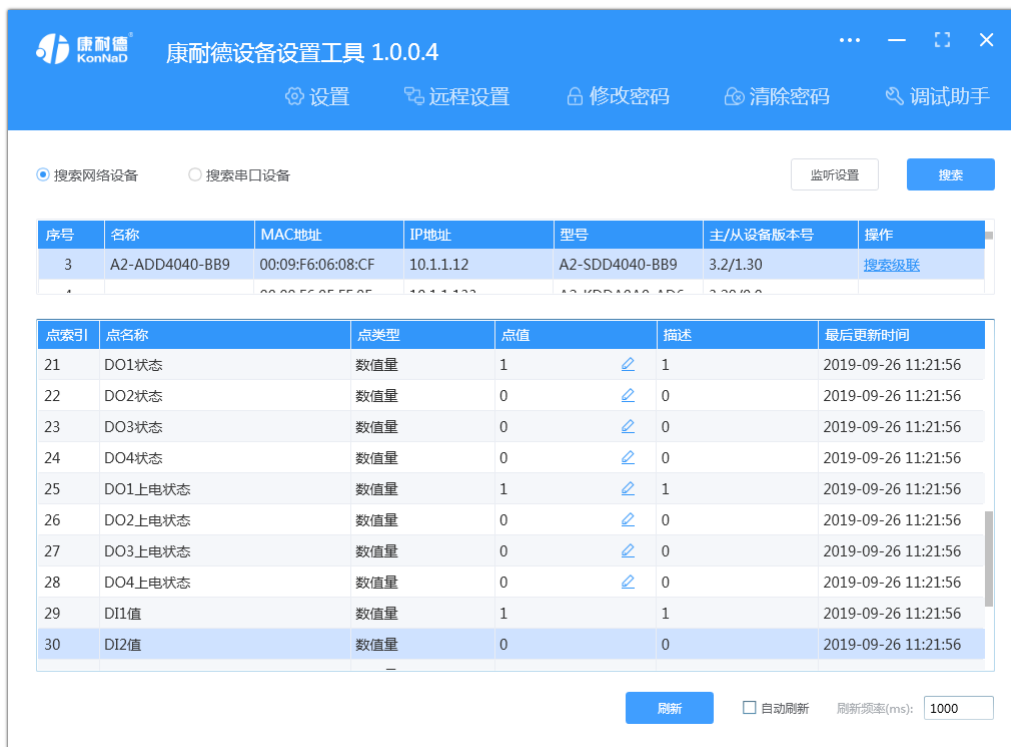 康耐德®
KonNaD
康耐德设备设置工具 1.0.0.4
设置 远程设置 修改密码 清除密码 调试助手
搜索网络设备 搜索串口设备 监听设置 搜索
序号 名称 MAC地址 IP地址 型号 主/从设备版本号 操作
3 A2-ADD4040-BB9 00:09:F6:06:08:CF 10.1.1.12 A2-SDD4040-BB9 3.2/1.30 搜索级联
点索引 点名称 点类型 点值 描述 最后更新时间
21 DO1状态 数值量 1 1 2019-09-26 11:21:56
22 DO2状态 数值量 0 0 2019-09-26 11:21:56
23 DO3状态 数值量 0 0 2019-09-26 11:21:56
24 DO4状态 数值量 0 0 2019-09-26 11:21:56
25 DO1上电状态 数值量 1 1 2019-09-26 11:21:56
26 DO2上电状态 数值量 0 0 2019-09-26 11:21:56
27 DO3上电状态 数值量 0 0 2019-09-26 11:21:56
28 DO4上电状态 数值量 0 0 2019-09-26 11:21:56
29 DI1值 数值量 1 1 2019-09-26 11:21:56
30 DI2值 数值量 0 0 2019-09-26 11:21:56
刷新 自动刷新 刷新频率(ms): 1000